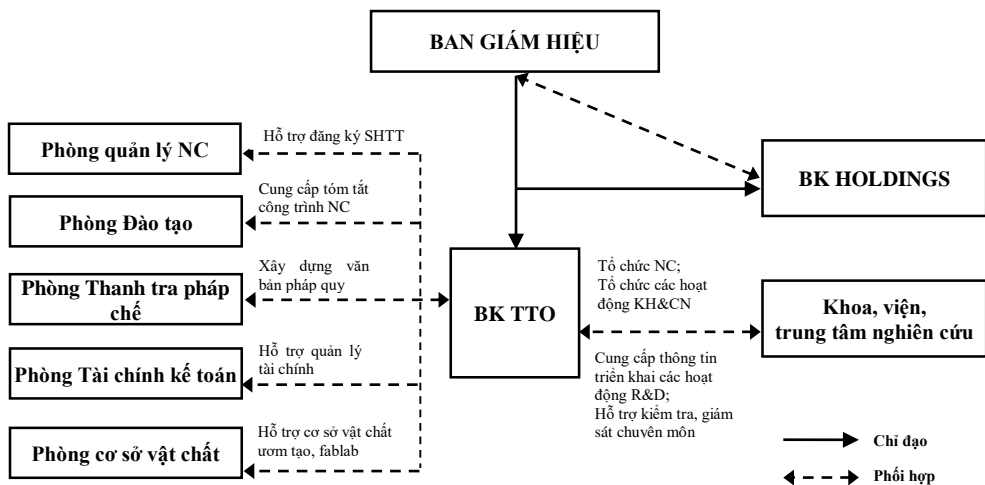 BAN GIÁM HIỆU
Phòng quản lý NC
Hỗ trợ đăng ký SHTT
BK HOLDINGS
Phòng Đào tạo
Cung cấp tóm tắt
công trình NC
Phòng Thanh tra pháp
chế
Xây dựng văn
bản pháp quy
BK TTO
Tổ chức NC;
Tổ chức các hoạt
động KH&CN
Khoa, viện,
trung tâm nghiên cứu
Phòng Tài chính kế toán
Hỗ trợ quản lý
tài chính
Cung cấp thông tin
triển khai các hoạt
động R&D;
Hỗ trợ kiểm tra, giám
sát chuyên môn
Phòng cơ sở vật chất
Hỗ trợ cơ sở vật chất
ươm tạo, fablab
Chỉ đạo
Phối hợp